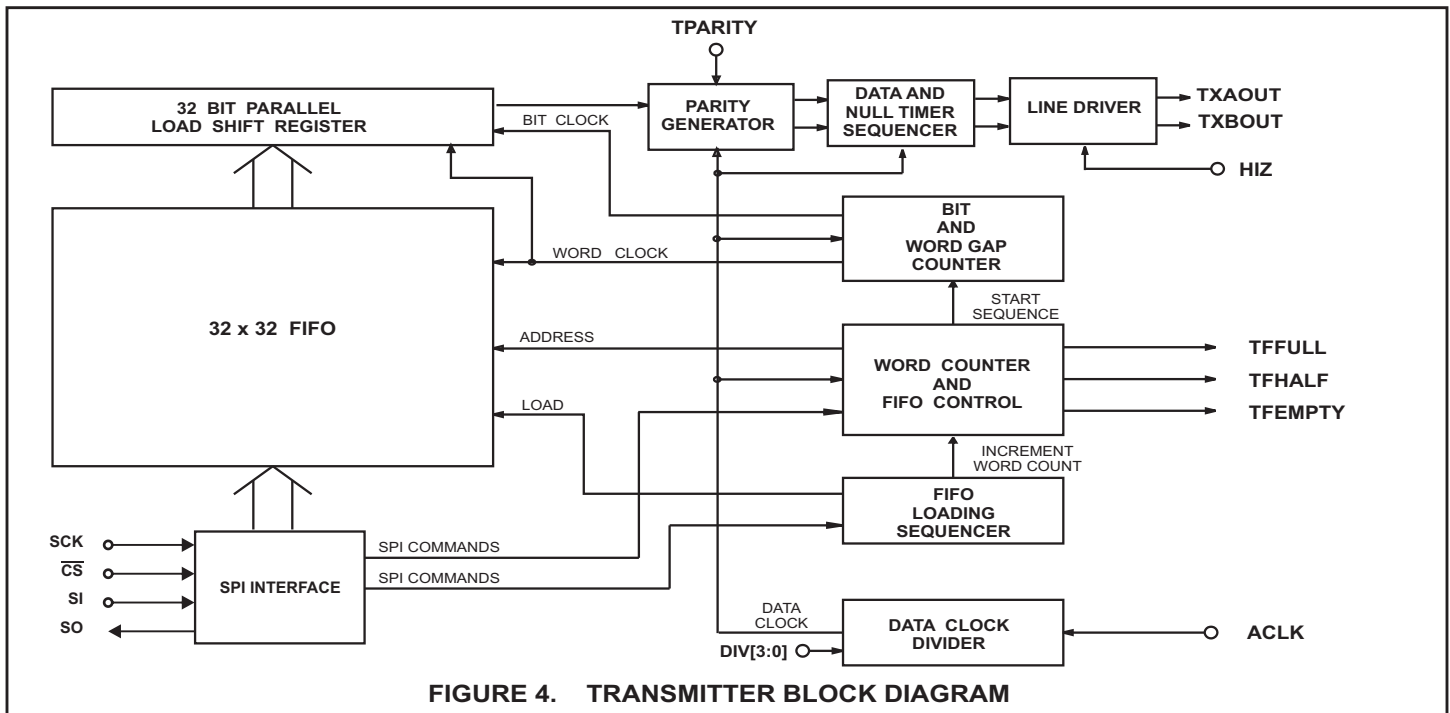 TPARITY
32 BIT PARALLEL
LOAD SHIFT REGISTER
BIT CLOCK
PARITY
GENERATOR
DATA AND
NULL TIMER
SEQUENCER
LINE DRIVER
TXAOUT
TXBOUT
HIZ
BIT
AND
WORD GAP
COUNTER
WORD CLOCK
START
SEQUENCE
32 x 32 FIFO
ADDRESS
WORD COUNTER
AND
FIFO CONTROL
TFFULL
TFHALF
TFEMPTY
LOAD
INCREMENT
WORD COUNT
FIFO
LOADING
SEQUENCER
SCK
CS
SI
SO
SPI INTERFACE
SPI COMMANDS
SPI COMMANDS
DATA
CLOCK
DIV[3:0]
DATA CLOCK
DIVIDER
ACLK
FIGURE 4. TRANSMITTER BLOCK DIAGRAM